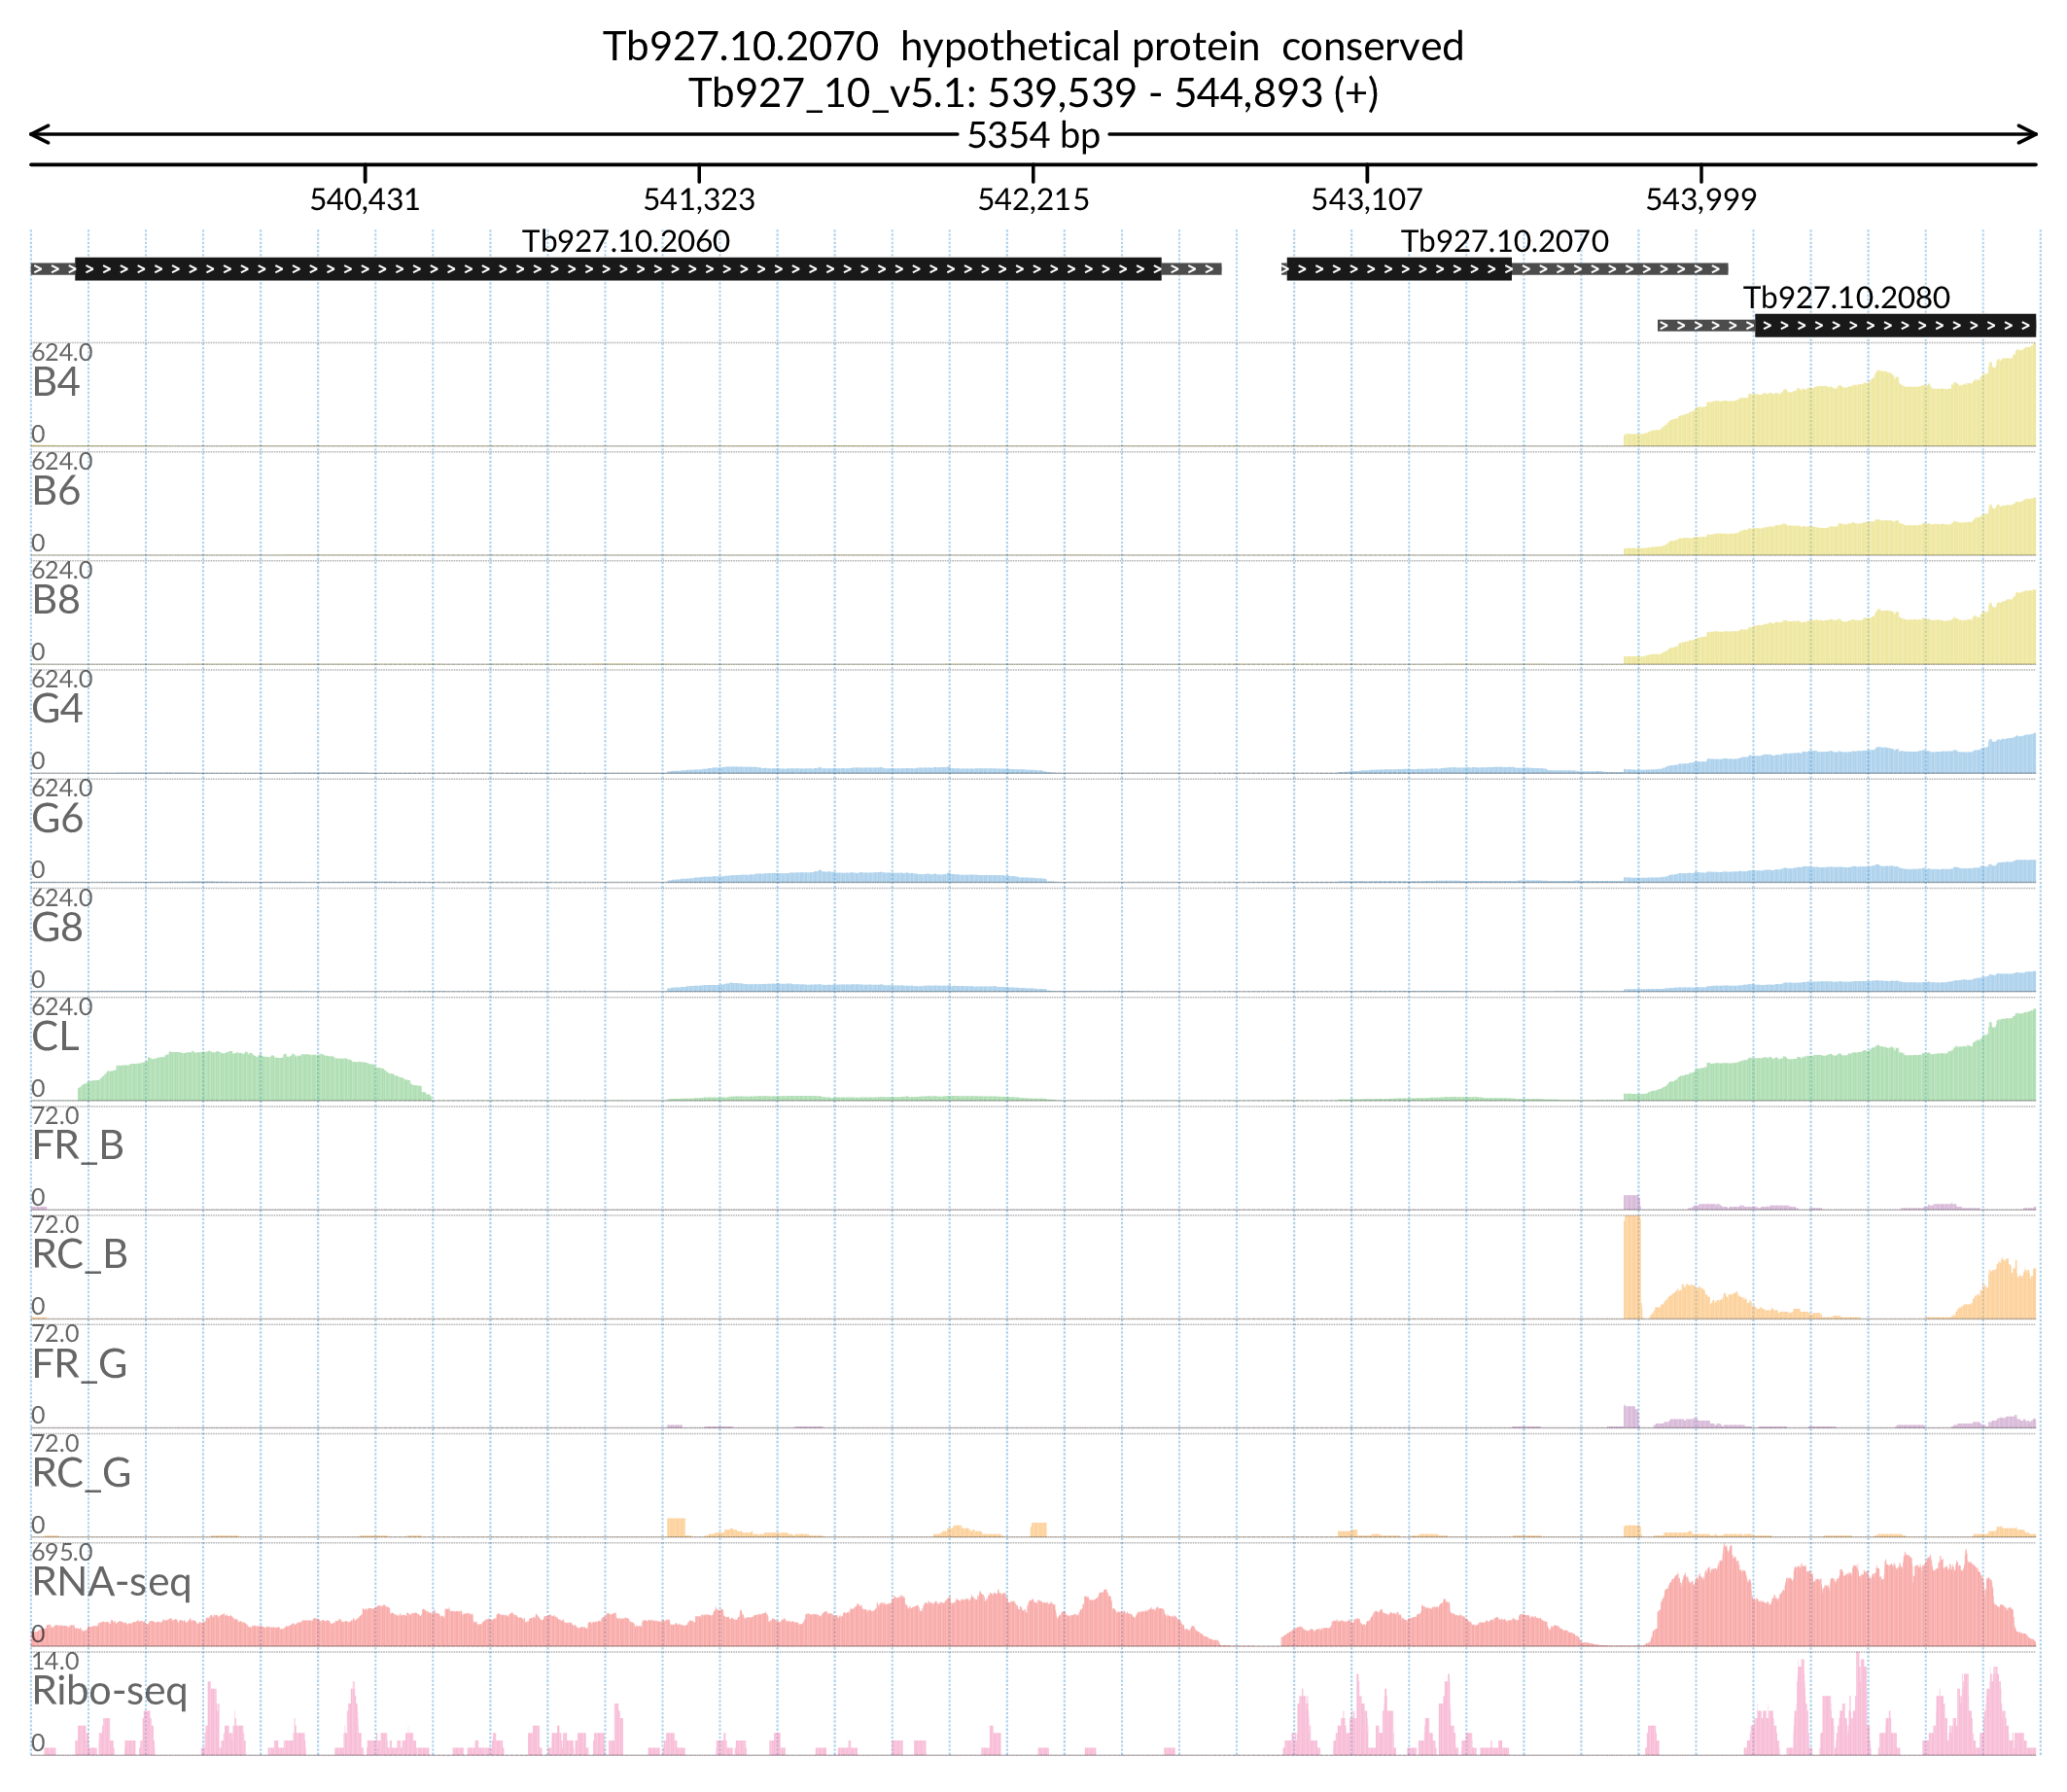 Tb927.10.2070  hypothetical protein  conserved
Tb927_10_v5.1: 539,539 - 544,893 (+)
5354 bp
540,431 541,323 542,215 543,107 543,999
Tb927.10.2060 Tb927.10.2070
Tb927.10.2080
624.0
B4
0
624.0
B6
0
624.0
B8
0
624.0
G4
0
624.0
G6
0
624.0
G8
0
624.0
CL
0
72.0
FR_B
0
72.0
RC_B
0
72.0
FR_G
0
72.0
RC_G
0
695.0
RNA-seq
0
14.0
Ribo-seq
0